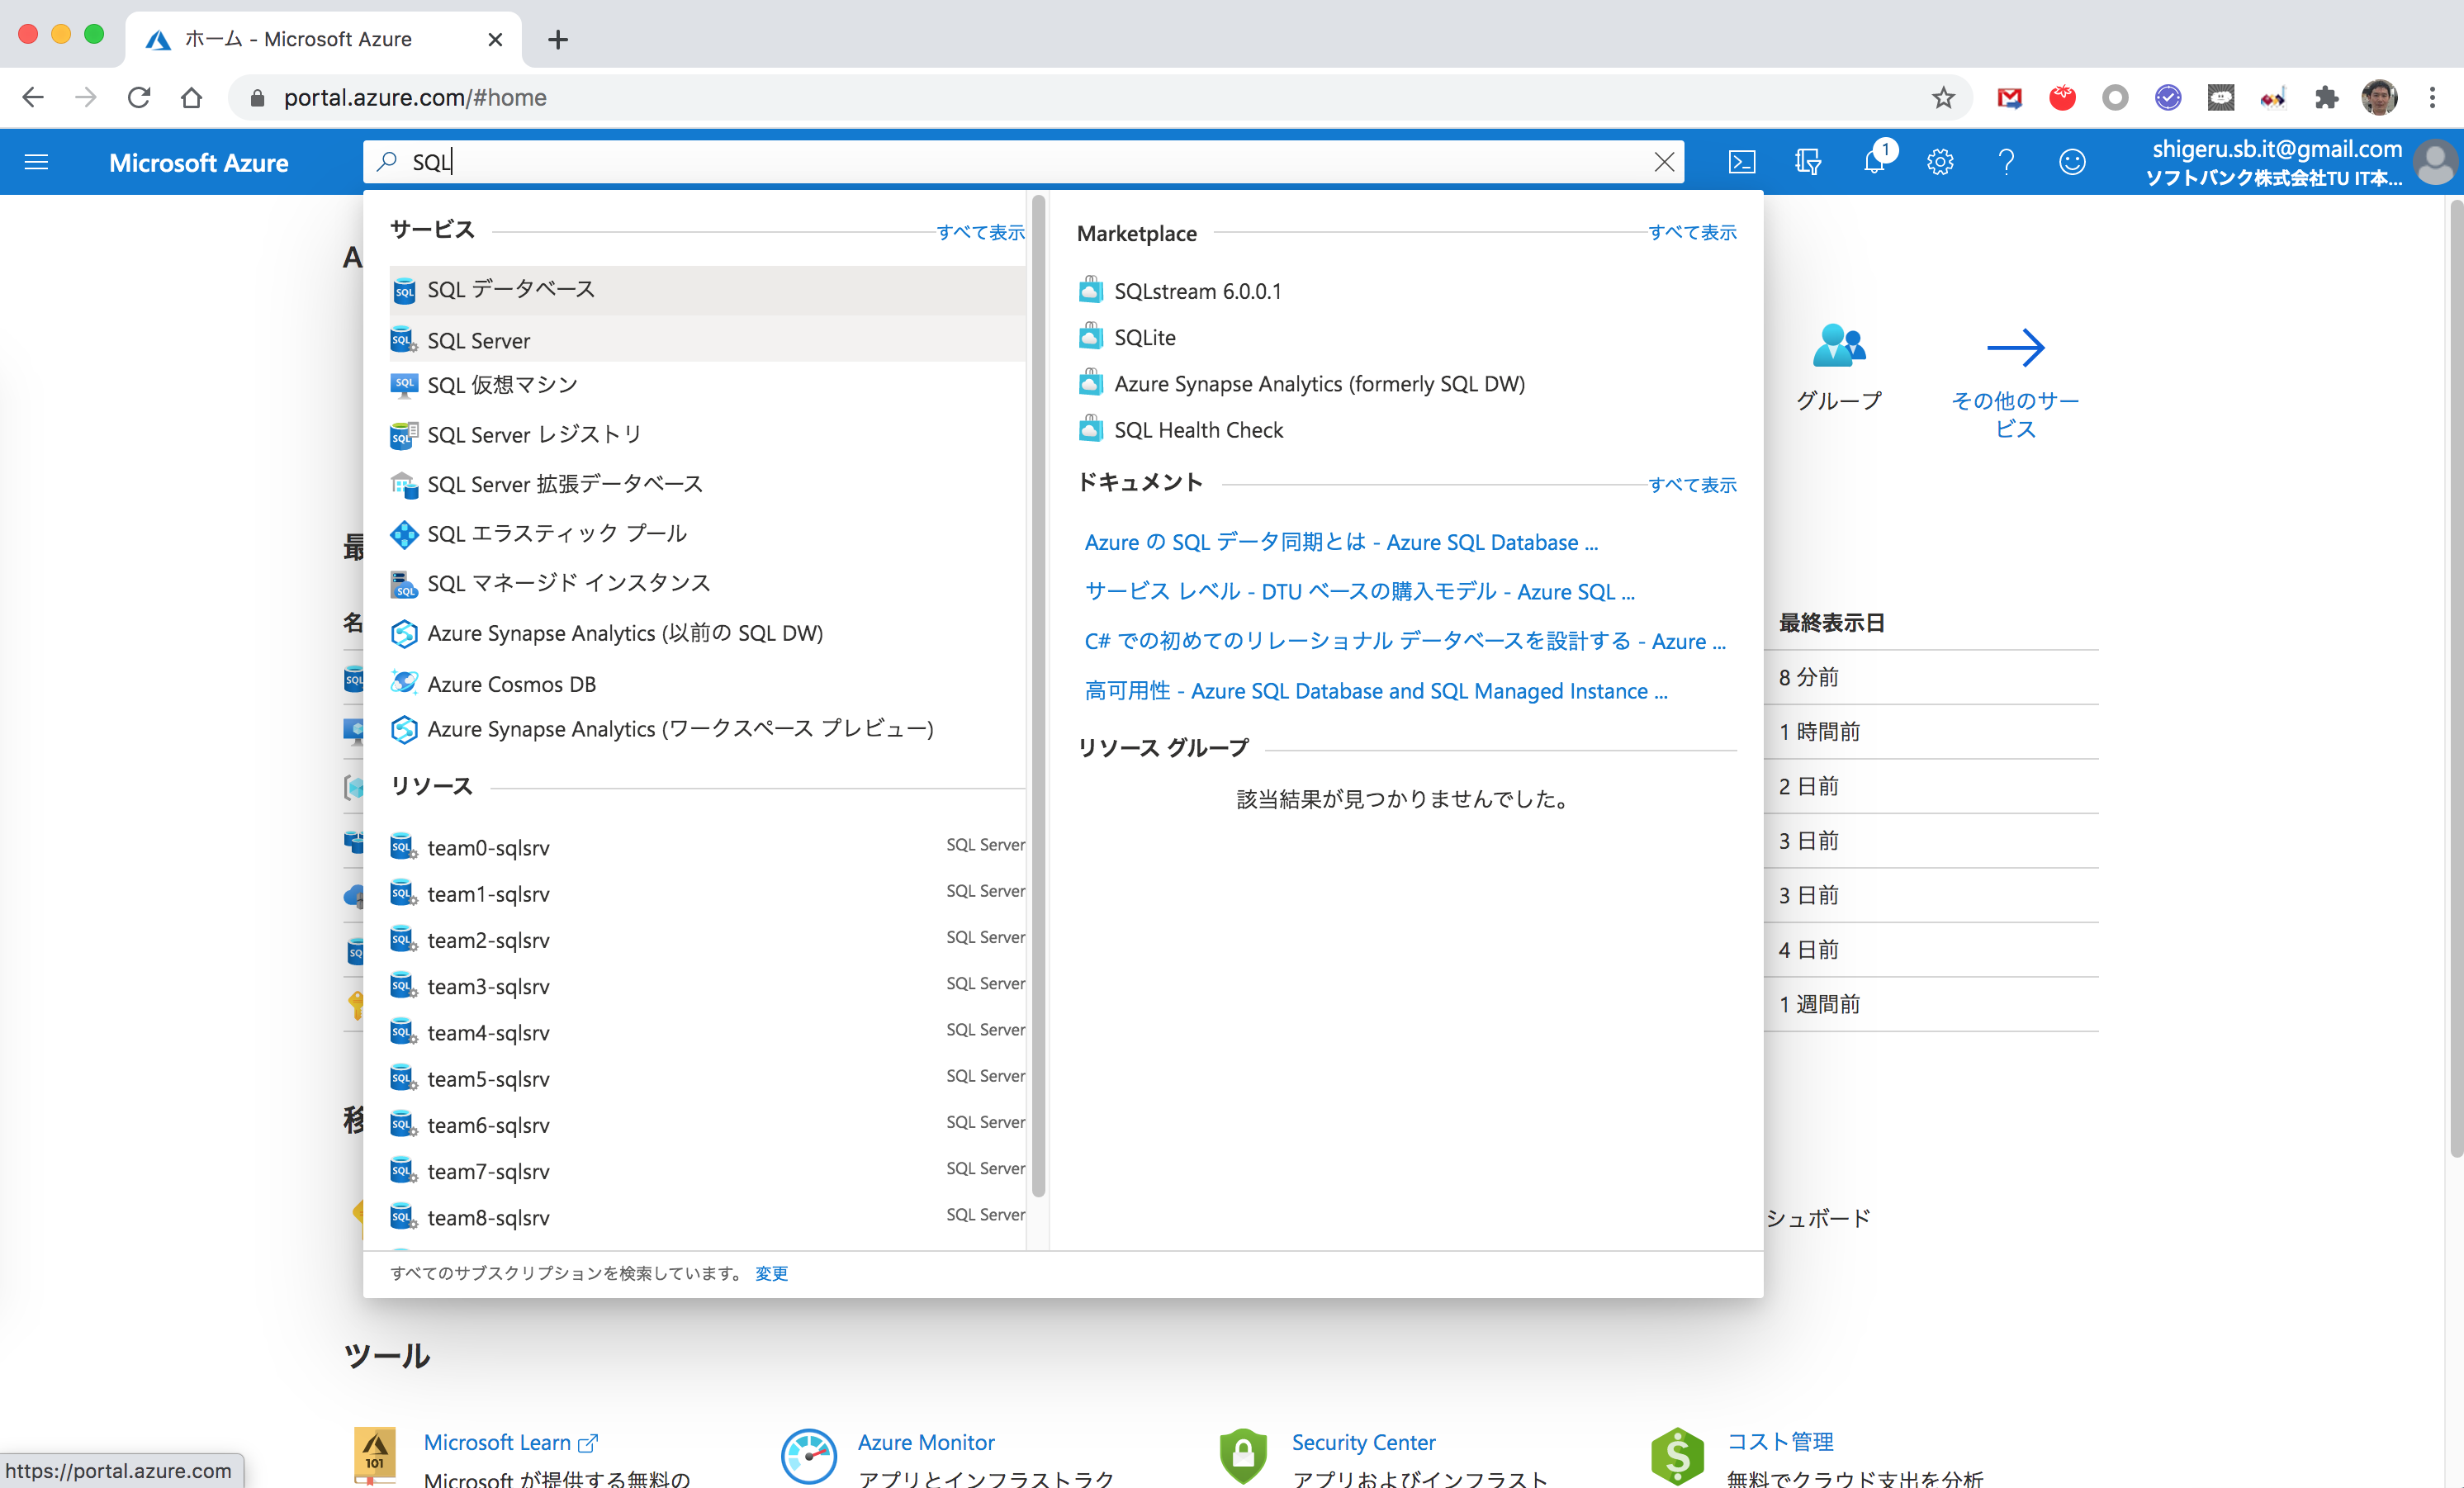 ホーム - Microsoft Azure
portal.azure.com/#home
Microsoft Azure
SQL
1
shigeru.sb.it@gmail.com
ソフトバンク株式会社TU IT本...
サービス
すべて表示
SQL データベース
SQL Server
SQL 仮想マシン
SQL Server レジストリ
SQL Server 拡張データベース
SQL エラスティック プール
SQL マネージド インスタンス
Azure Synapse Analytics (以前の SQL DW)
Azure Cosmos DB
Azure Synapse Analytics (ワークスペース プレビュー)
リソース
team0-sqlsrv SQL Server
team1-sqlsrv SQL Server
team2-sqlsrv SQL Server
team3-sqlsrv SQL Server
team4-sqlsrv SQL Server
team5-sqlsrv SQL Server
team6-sqlsrv SQL Server
team7-sqlsrv SQL Server
team8-sqlsrv SQL Server
すべてのサブスクリプションを検索しています。 変更
Marketplace
すべて表示
SQLstream 6.0.0.1
SQLite
Azure Synapse Analytics (formerly SQL DW)
SQL Health Check
ドキュメント
すべて表示
Azure の SQL データ同期とは - Azure SQL Database ...
サービス レベル - DTU ベースの購入モデル - Azure SQL ...
C# での初めてのリレーショナル データベースを設計する - Azure ...
高可用性 - Azure SQL Database and SQL Managed Instance ...
リソース グループ
該当結果が見つかりませんでした。
A
最
名
移
グループ
その他のサー
ビス
最終表示日
8 分前
1 時間前
2 日前
3 日前
3 日前
4 日前
1 週間前
シュボード
ツール
101
Microsoft Learn
Microsoft が提供する無料の
Azure Monitor
アプリとインフラストラク
Security Center
アプリおよびインフラスト
コスト管理
無料でクラウド支出を分析
https://portal.azure.com